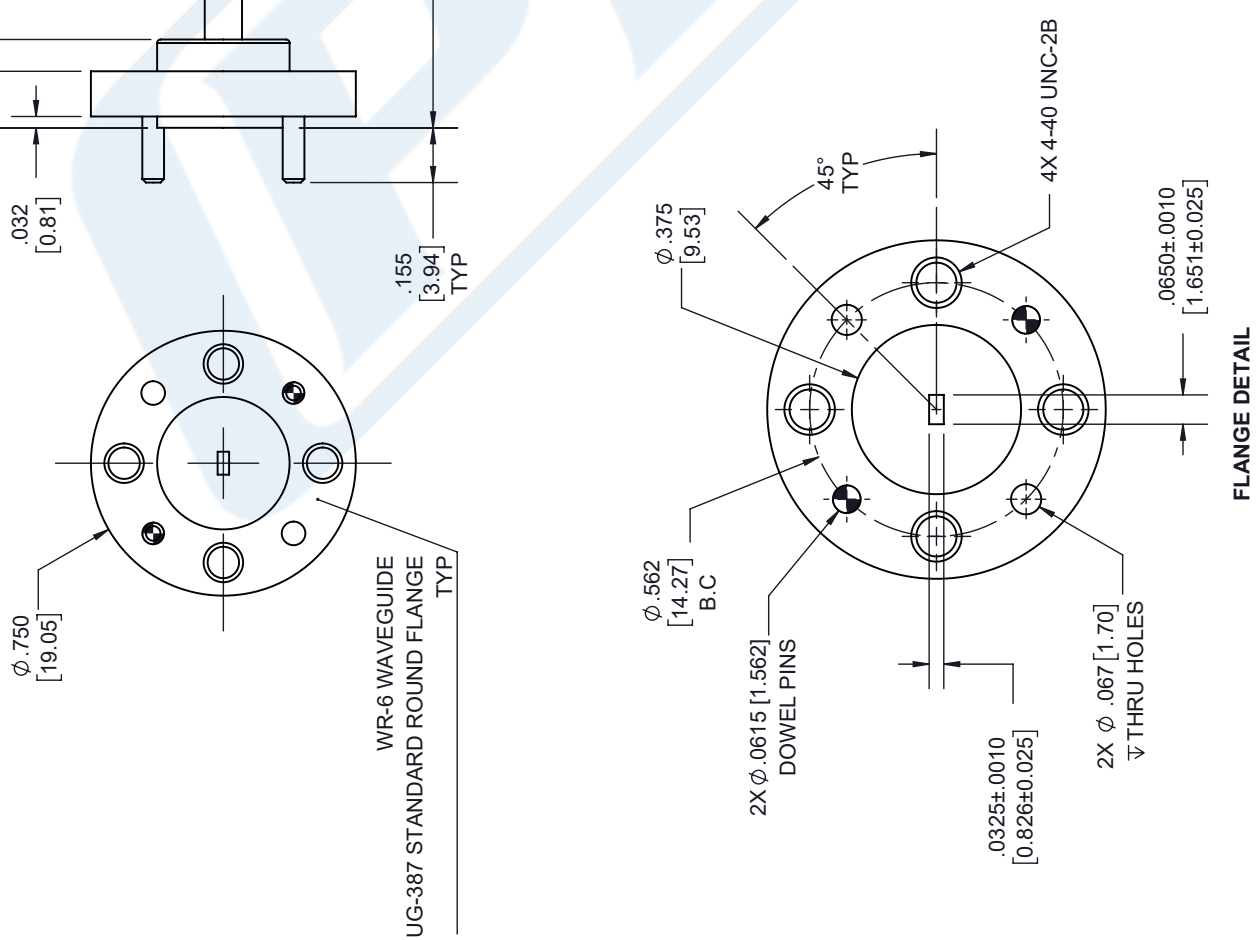 .032
[0.81]
.155
[3.94]
TYP
Ø.750
[19.05]
WR-6 WAVEGUIDE
UG-387 STANDARD ROUND FLANGE
TYP
4X 4-40 UNC-2B
45°
TYP
Ø.375
[9.53]
.0650±.0010
[1.651±0.025]
Ø.562
[14.27]
B.C
2X Ø.0615 [1.562]
DOWEL PINS
.0325±.0010
[0.826±0.025]
2X Ø .067 [1.70]
↧ THRU HOLES
FLANGE DETAIL